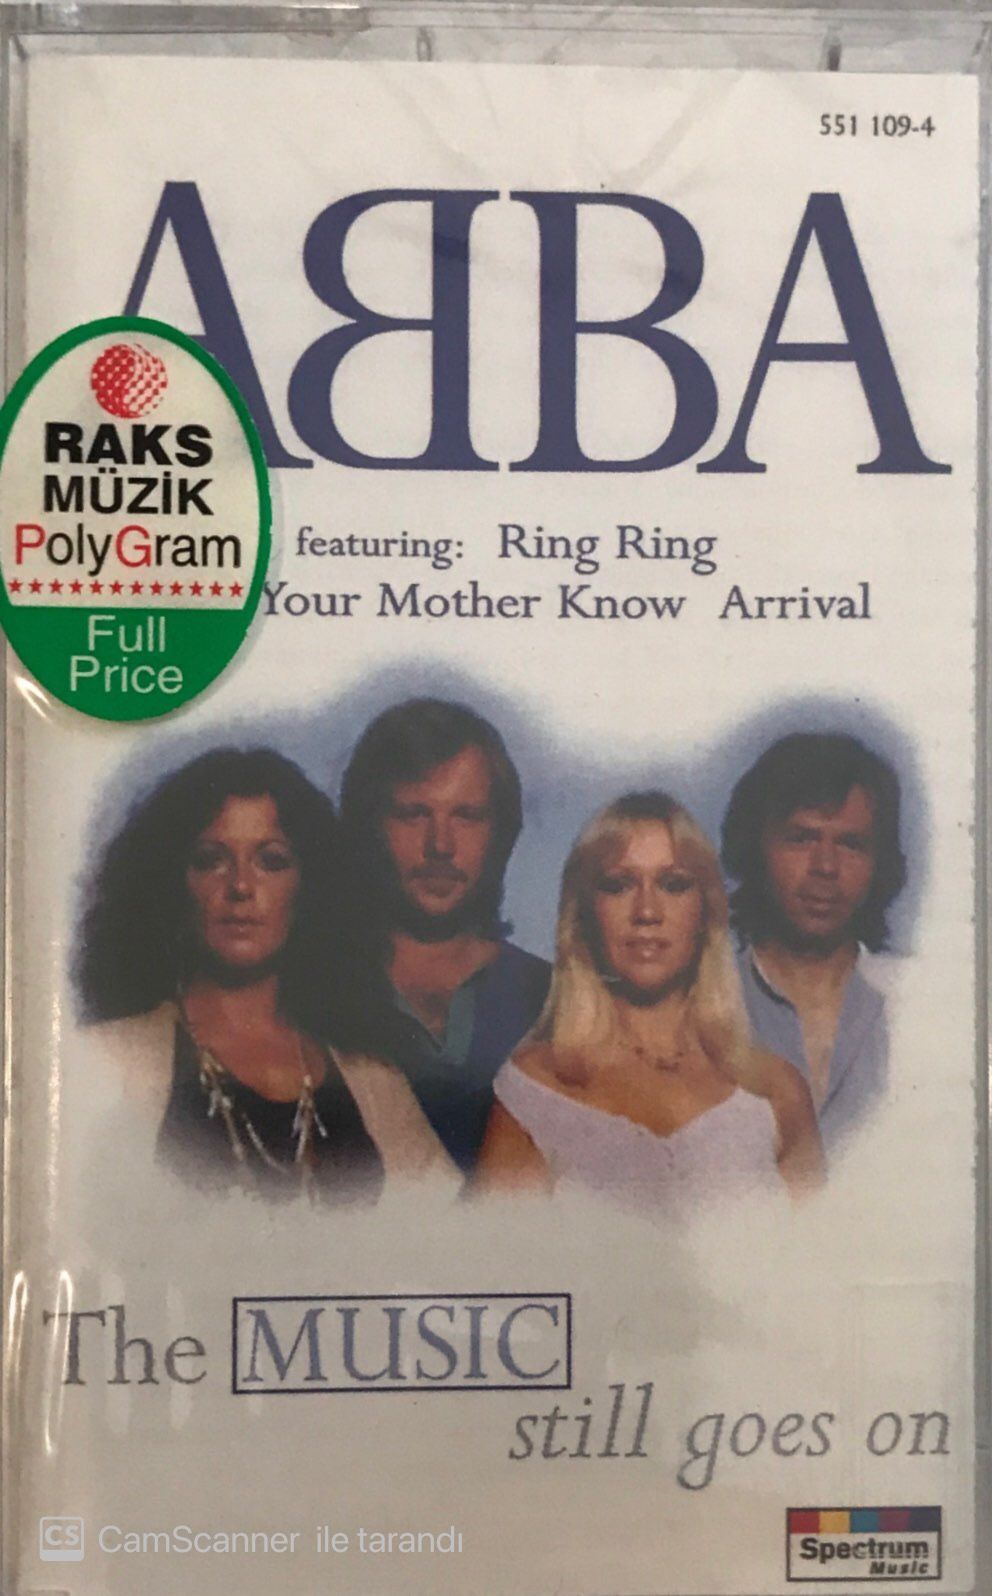 551 109-4
ABBA
RAKS
MÜZİK
PolyGram
Full
Price
featuring: Ring Ring
Your Mother Know Arrival
The MUSIC
still goes on
CS CamScanner ile tarandı
Spectrum
Music